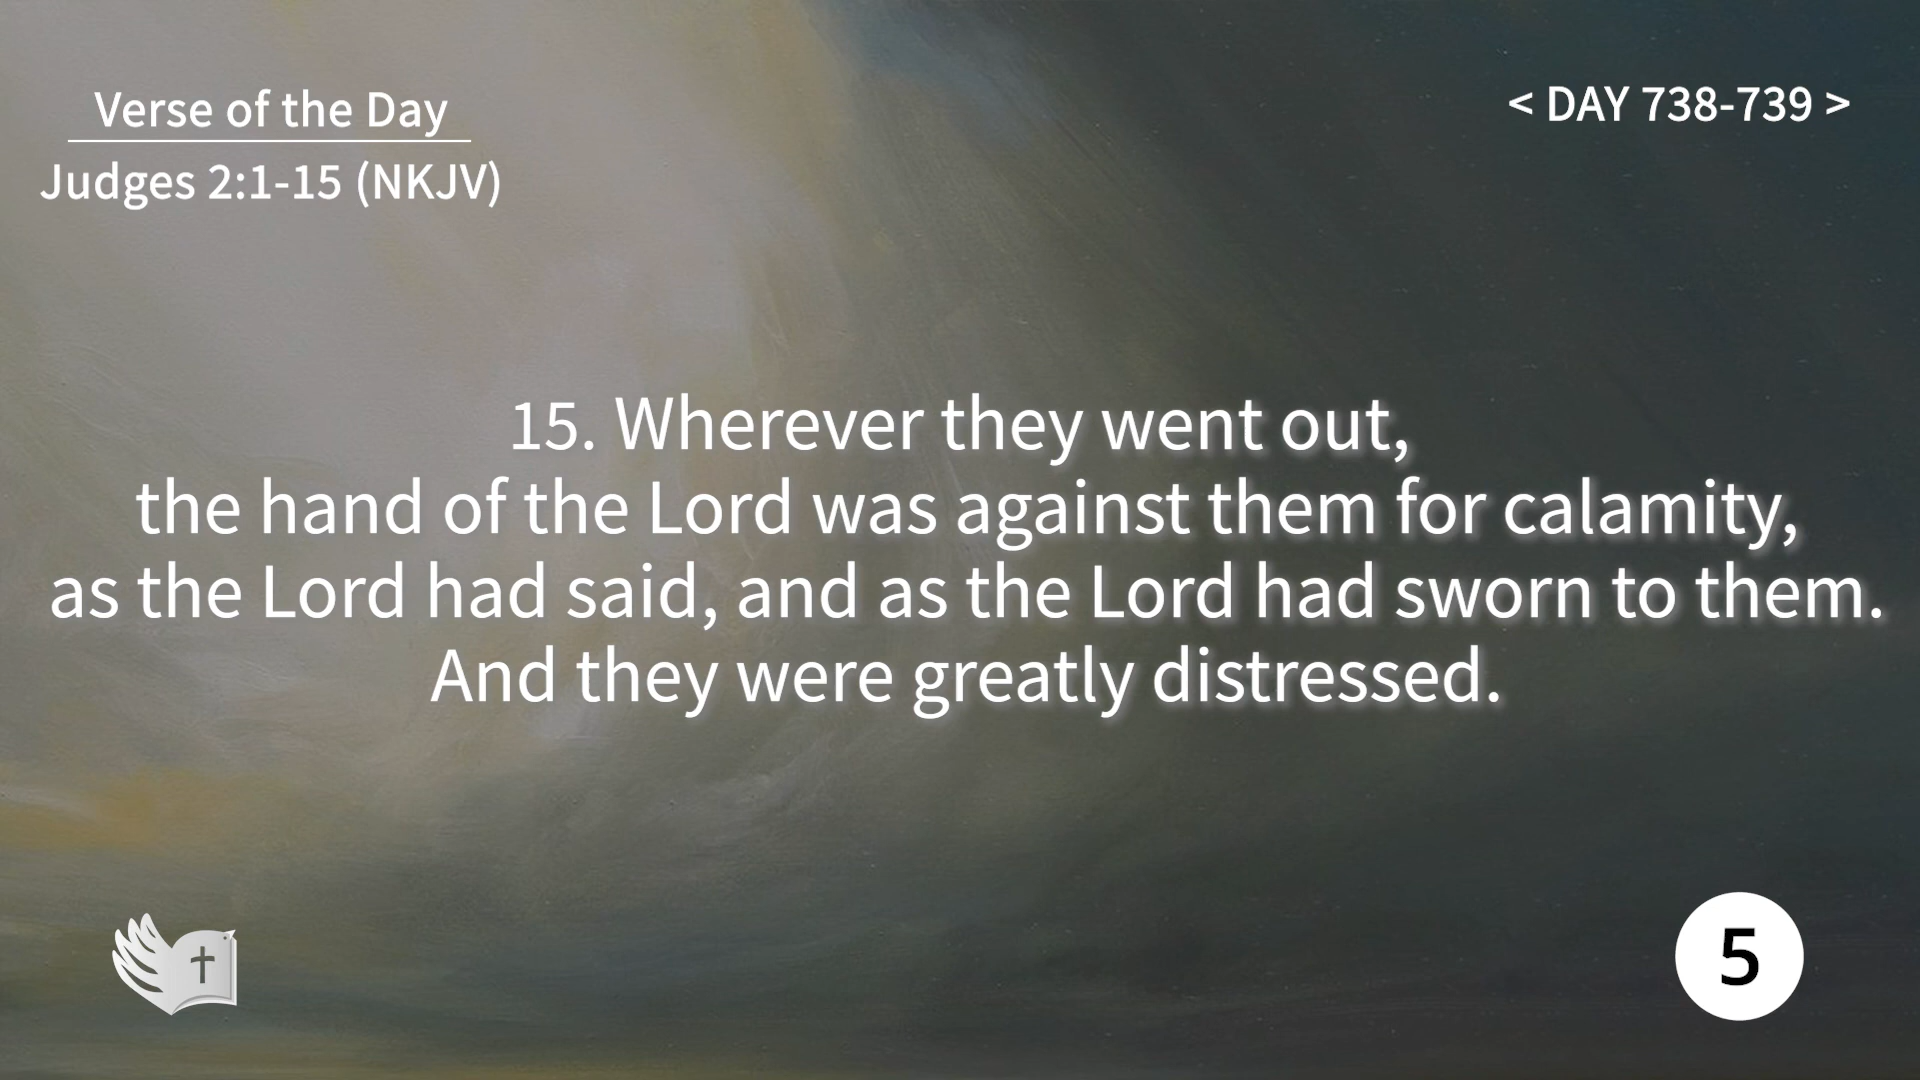 Verse of the Day
Judges 2:1-15 (NKJV)
< DAY 738-739 >
15. Wherever they went out,
the hand of the Lord was against them for calamity,
as the Lord had said, and as the Lord had sworn to them.
And they were greatly distressed.
5